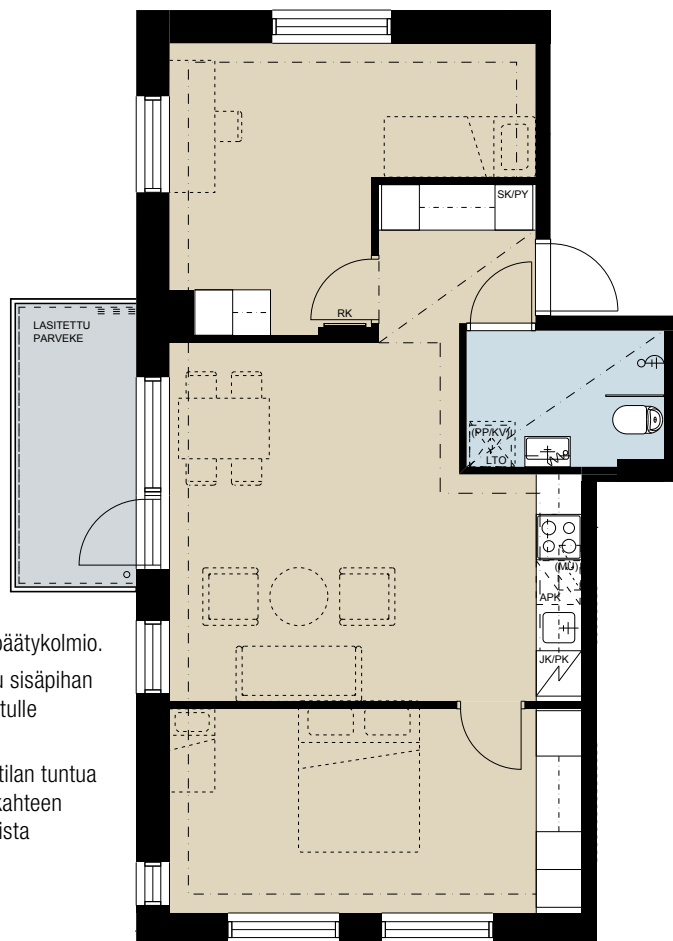 SK/PY
RK
LASITETTU
PARVEKE
(PP/KV)
LTO
(MU)
APK
JK/PK
päätykolmio.
u sisäpihan
tulle
tilan tuntua
kahteen
ista